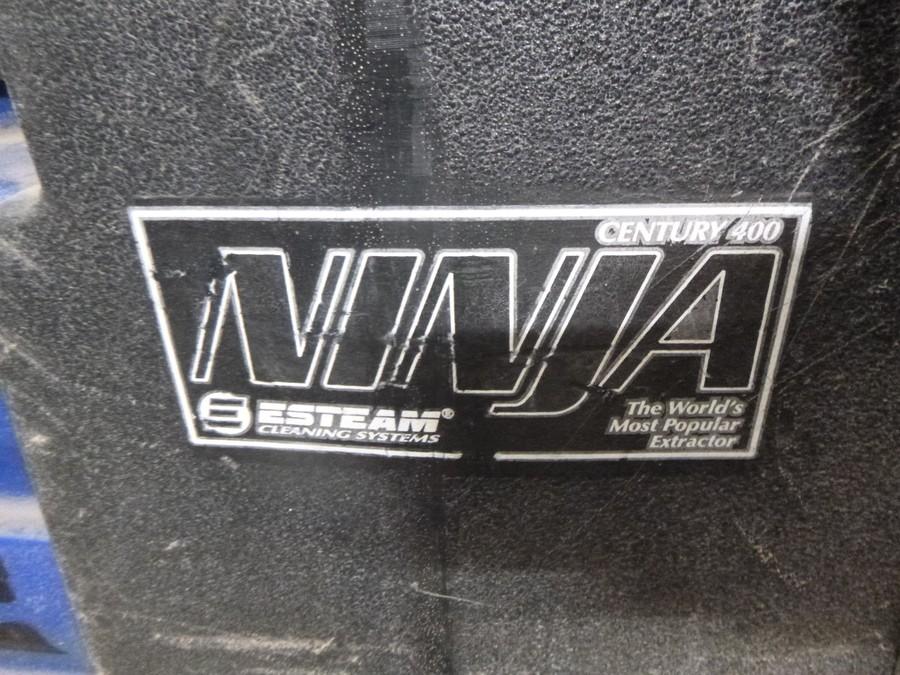 CENTURY 400
NINJA
ESTEAM®
CLEANING SYSTEMS
The World's
Most Popular
Extractor